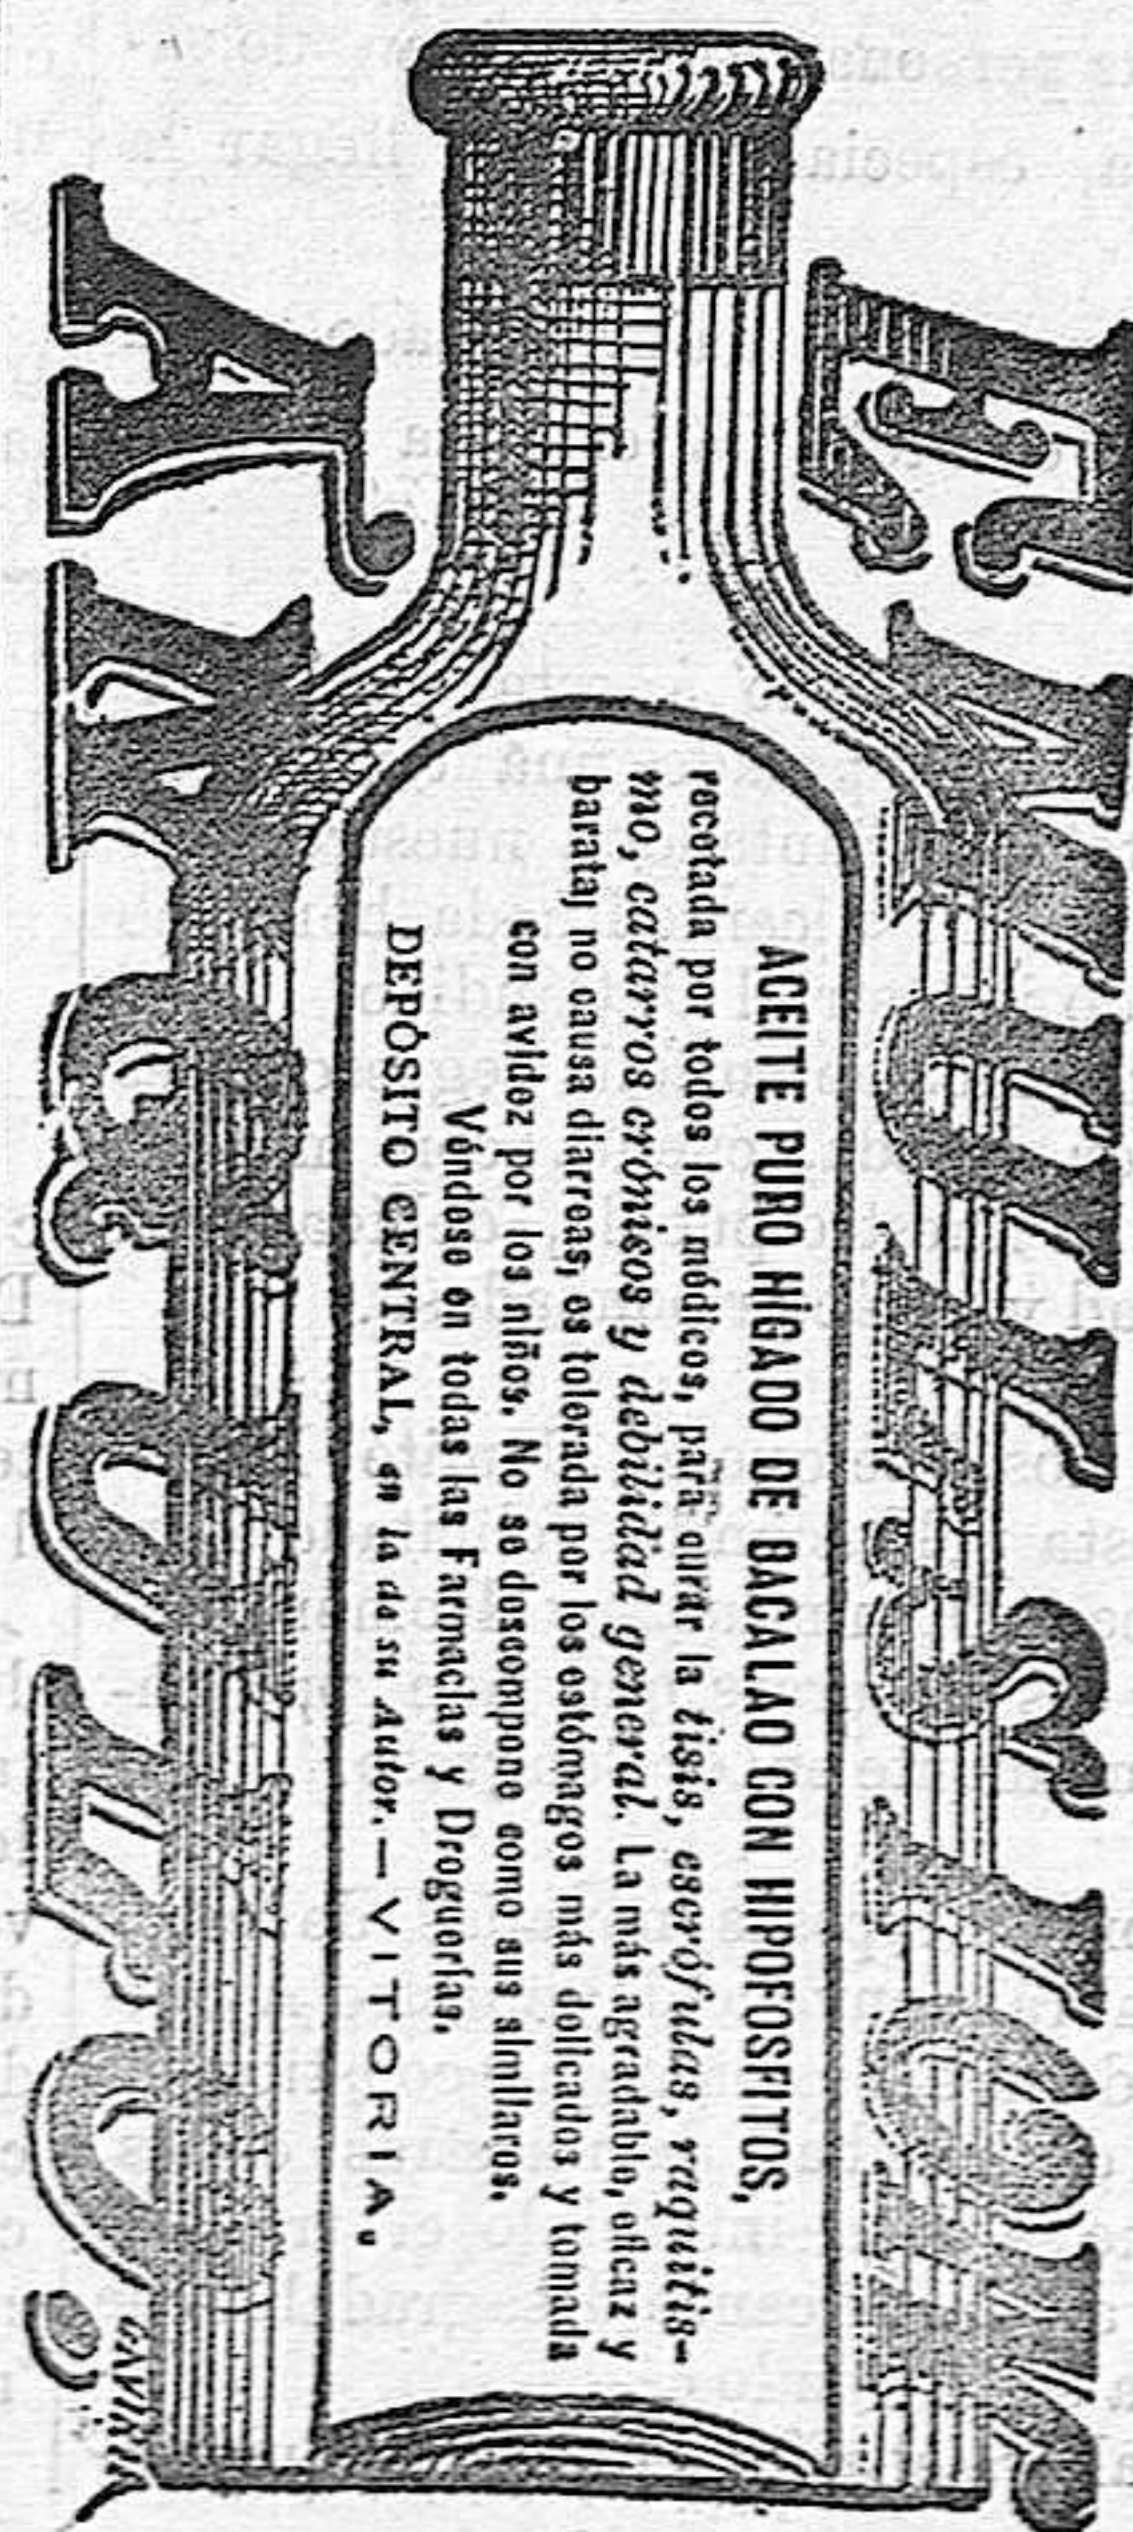 EMULSION
ACEITE PURO HÍGADO DE BACALAO CON HIPOFOSFITOS,
recetada por todos los médicos, para curar la tisis, escrófulas, raquitis-
mo, catarros crónicos y debilidad general. La más agradable, eficaz y
barata; no causa diarreas, es tolerada por los estómagos más delicados y tomada
con avidez por los niños. No se descompone como sus similares.
Véndese en todas las Farmacias y Droguerías.
DEPÓSITO CENTRAL, en la de su Autor.—VITORIA.